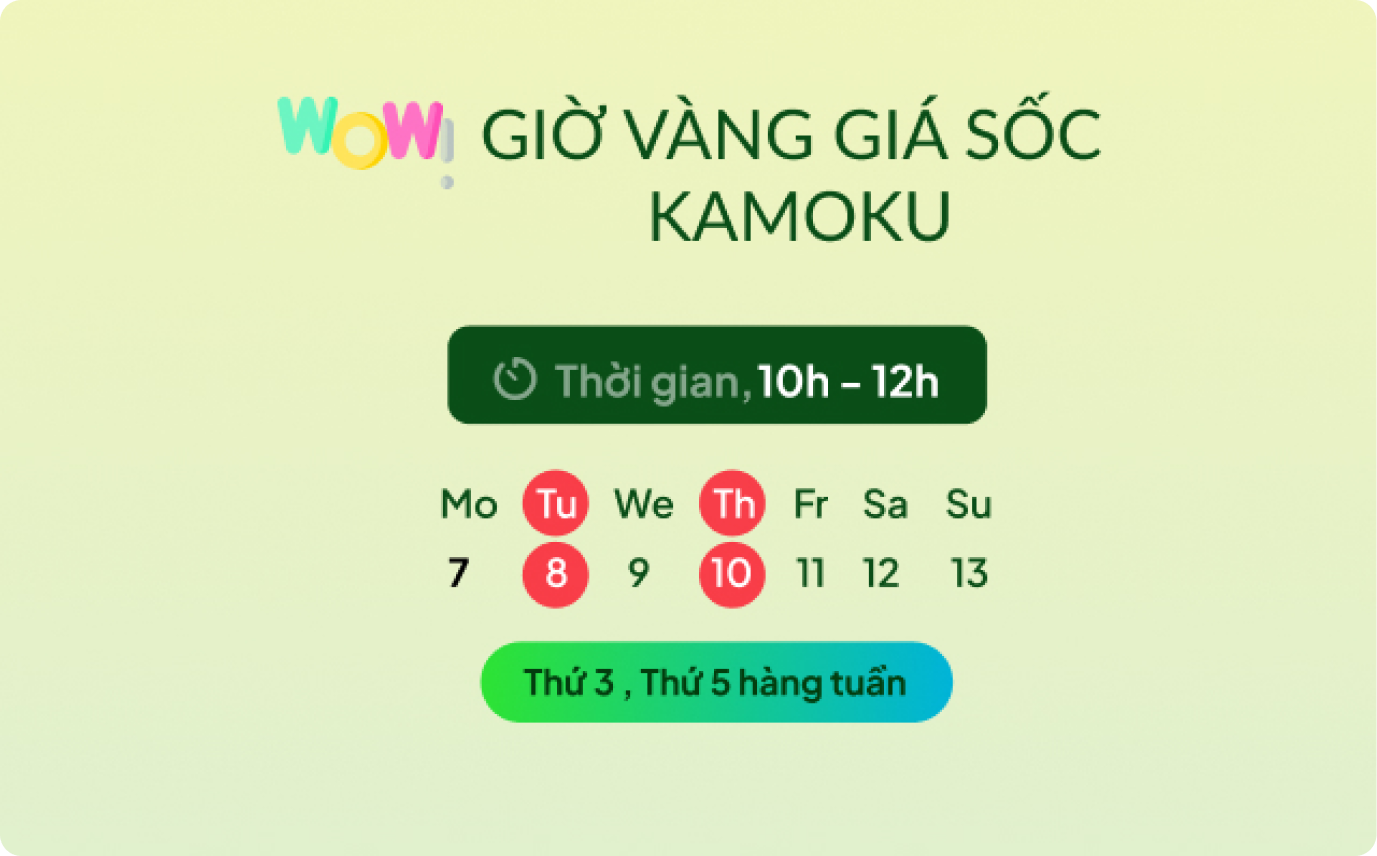 WOW! GIỜ VÀNG GIÁ SỐC
KAMOKU
Thời gian, 10h – 12h
Mo Tu We Th Fr Sa Su
7 8 9 10 11 12 13
Thứ 3 , Thứ 5 hàng tuần